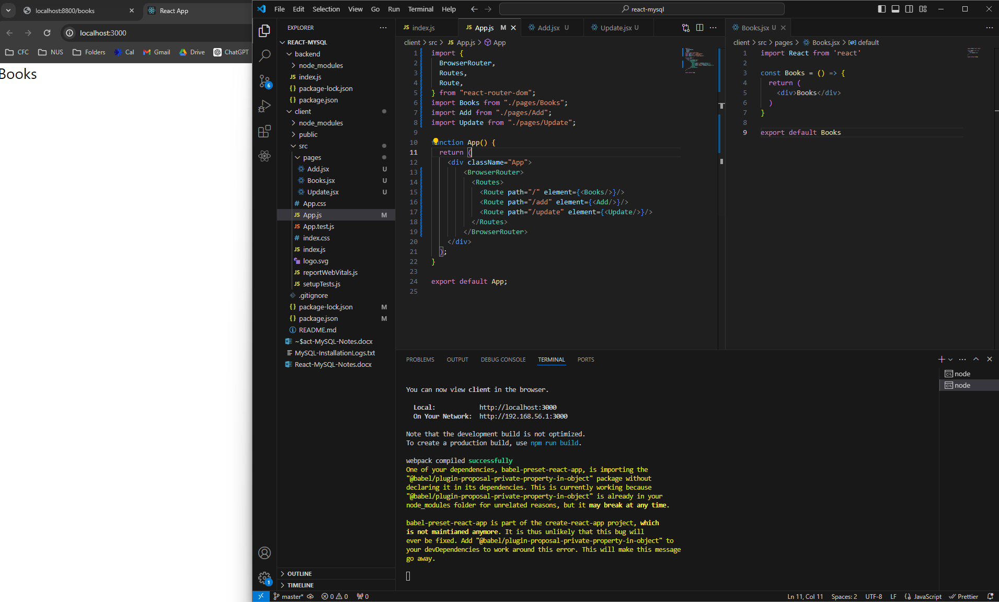 localhost:8800/books
React App
localhost:3000
CFC
NUS
Folders
Cal
Gmail
Drive
ChatGPT
Books
File
Edit
Selection
View
Go
Run
Terminal
Help
react-mysql
6
1
EXPLORER
REACT-MYSQL
backend
node_modules
JS index.js
{} package-lock.json
{} package.json
client
node_modules
public
src
pages
Add.jsx U
Books.jsx U
Update.jsx U
# App.css
JS App.js M
JS App.test.js
# index.css
JS index.js
logo.svg
JS reportWebVitals.js
JS setupTests.js
.gitignore
{} package-lock.json M
{} package.json M
README.md
~$act-MySQL-Notes.docx
MySQL-InstallationLogs.txt
React-MySQL-Notes.docx
OUTLINE
TIMELINE
JS index.js
JS App.js M
Add.jsx U
Update.jsx U
client > src > JS App.js > App
1 import {
2 BrowserRouter,
3 Routes,
4 Route,
5 } from "react-router-dom";
6 import Books from "./pages/Books";
7 import Add from "./pages/Add";
8 import Update from "./pages/Update";
9
10 function App() {
11 return (
12 <div className="App">
13 <BrowserRouter>
14 <Routes>
15 <Route path="/" element={<Books/>}/>
16 <Route path="/add" element={<Add/>}/>
17 <Route path="/update" element={<Update/>}/>
18 </Routes>
19 </BrowserRouter>
20 </div>
21 );
22 }
23
24 export default App;
25
Books.jsx U
client > src > pages > Books.jsx > default
1 import React from 'react'
2
3 const Books = () => {
4 return (
5 <div>Books</div>
6 )
7 }
8
9 export default Books
PROBLEMS
OUTPUT
DEBUG CONSOLE
TERMINAL
PORTS
node
node
You can now view client in the browser.
Local: http://localhost:3000
On Your Network: http://192.168.56.1:3000
Note that the development build is not optimized.
To create a production build, use npm run build.
webpack compiled successfully
One of your dependencies, babel-preset-react-app, is importing the
"@babel/plugin-proposal-private-property-in-object" package without
declaring it in its dependencies. This is currently working because
"@babel/plugin-proposal-private-property-in-object" is already in your
node_modules folder for unrelated reasons, but it may break at any time.
babel-preset-react-app is part of the create-react-app project, which
is not maintianed anymore. It is thus unlikely that this bug will
ever be fixed. Add "@babel/plugin-proposal-private-property-in-object" to
your devDependencies to work around this error. This will make this message
go away.
master*
0
0
0
Ln 11, Col 11
Spaces: 2
UTF-8
LF
{} JavaScript
Prettier